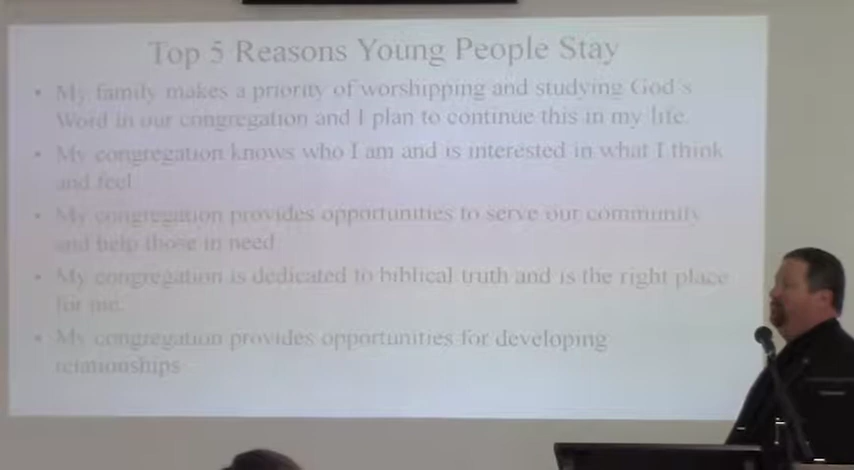 Top 5 Reasons Young People Stay
• My family makes a priority of worshipping and studying God's
Word in our congregation and I plan to continue this in my life.
• My congregation knows who I am and is interested in what I think
and feel
• My congregation provides opportunities to serve our community
and help those in need
• My congregation is dedicated to biblical truth and is the right place
for me.
• My congregation provides opportunities for developing
relationships